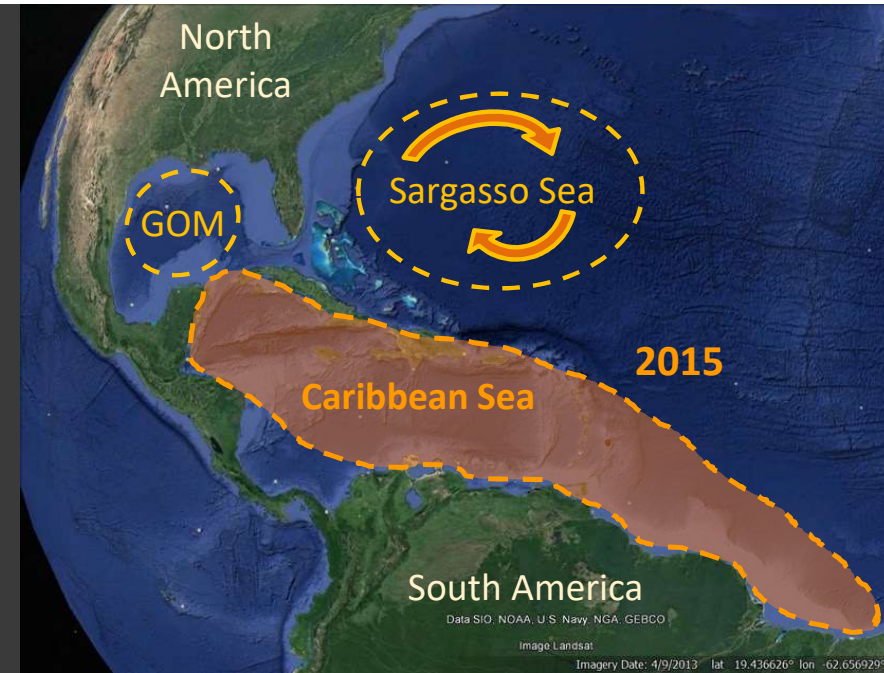 North
America
GOM
Sargasso Sea
2015
Caribbean Sea
South America
Data SIO, NOAA, U.S. Navy, NGA, GEBCO
Image Landsat
Imagery Date: 4/9/2013 lat 19.436626° lon -62.656929°